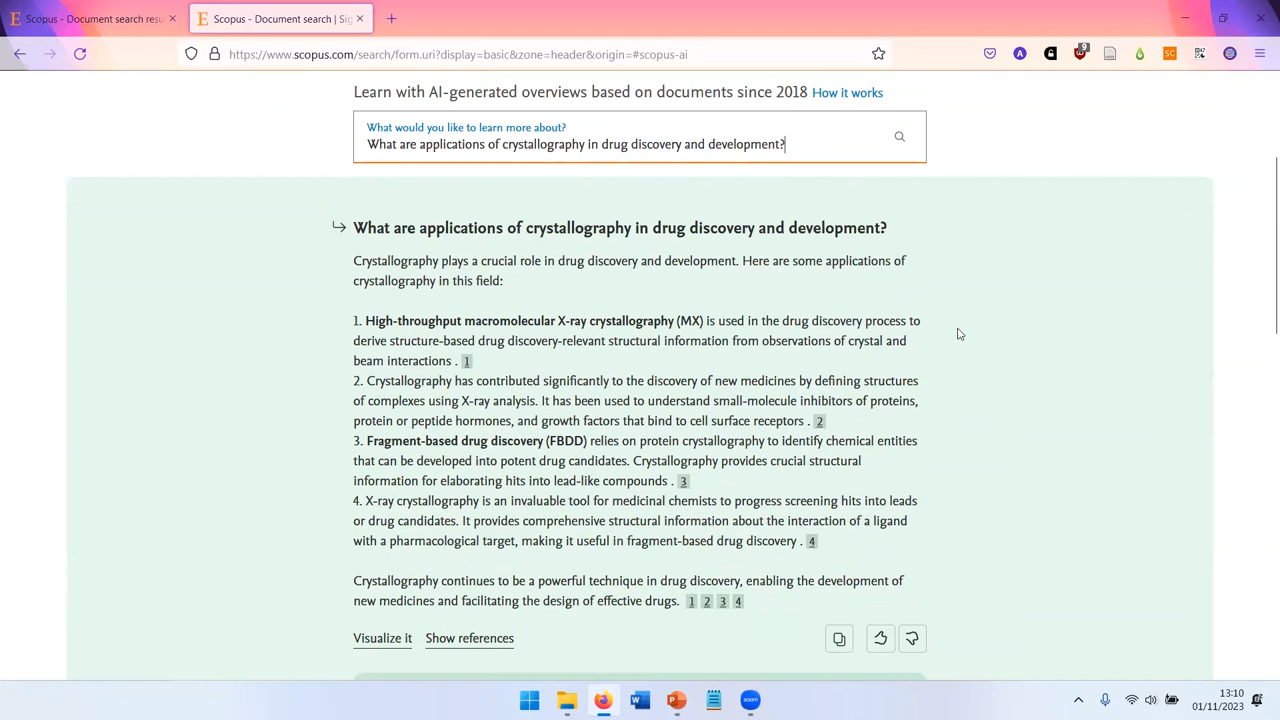 Scopus - Document search resu
Scopus - Document search | Sig
https://www.scopus.com/search/form.uri?display=basic&zone=header&origin=#scopus-ai
9
A
SC
Learn with AI-generated overviews based on documents since 2018 How it works
What would you like to learn more about?
What are applications of crystallography in drug discovery and development?
What are applications of crystallography in drug discovery and development?
Crystallography plays a crucial role in drug discovery and development. Here are some applications of
crystallography in this field:
1. High-throughput macromolecular X-ray crystallography (MX) is used in the drug discovery process to
derive structure-based drug discovery-relevant structural information from observations of crystal and
beam interactions . 1
2. Crystallography has contributed significantly to the discovery of new medicines by defining structures
of complexes using X-ray analysis. It has been used to understand small-molecule inhibitors of proteins,
protein or peptide hormones, and growth factors that bind to cell surface receptors . 2
3. Fragment-based drug discovery (FBDD) relies on protein crystallography to identify chemical entities
that can be developed into potent drug candidates. Crystallography provides crucial structural
information for elaborating hits into lead-like compounds . 3
4. X-ray crystallography is an invaluable tool for medicinal chemists to progress screening hits into leads
or drug candidates. It provides comprehensive structural information about the interaction of a ligand
with a pharmacological target, making it useful in fragment-based drug discovery . 4
Crystallography continues to be a powerful technique in drug discovery, enabling the development of
new medicines and facilitating the design of effective drugs. 1 2 3 4
Visualize it Show references
13:10
01/11/2023